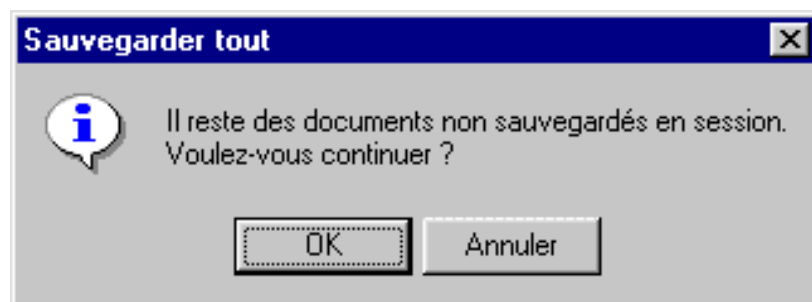 Sauvegarder tout
Il reste des documents non sauvegardés en session.
Voulez-vous continuer ?
OK
Annuler